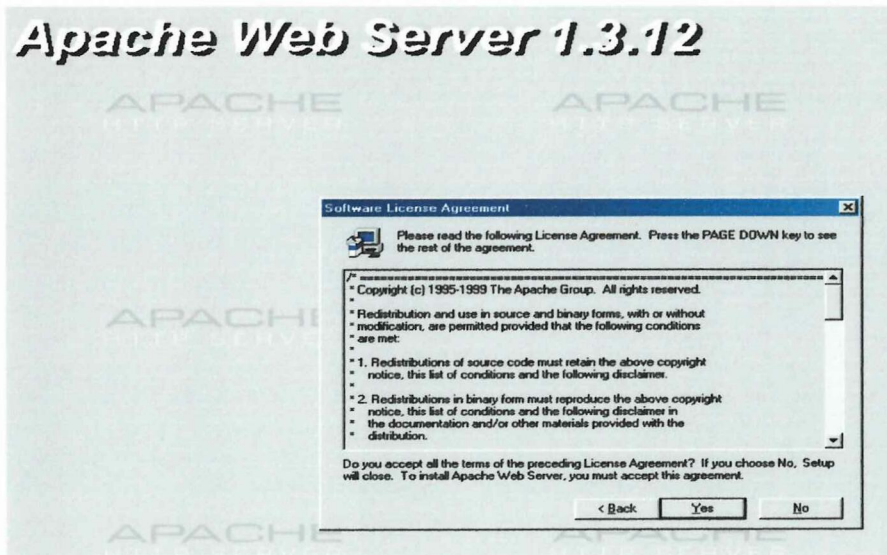 Apache Web Server 1.3.12
APACHE APACHE
HTTP SERVER HTTP SERVER
Software License Agreement
Please read the following License Agreement. Press the PAGE DOWN key to see
the rest of the agreement.
/* ====================================================
* Copyright (c) 1995-1999 The Apache Group. All rights reserved.
*
* Redistribution and use in source and binary forms, with or without
* modification, are permitted provided that the following conditions
* are met:
*
* 1. Redistributions of source code must retain the above copyright
* notice, this list of conditions and the following disclaimer.
*
* 2. Redistributions in binary form must reproduce the above copyright
* notice, this list of conditions and the following disclaimer in
* the documentation and/or other materials provided with the
* distribution.
APACHE
Do you accept all the terms of the preceding License Agreement? If you choose No, Setup
will close. To install Apache Web Server, you must accept this agreement.
< Back Yes No
APACHE APACHE